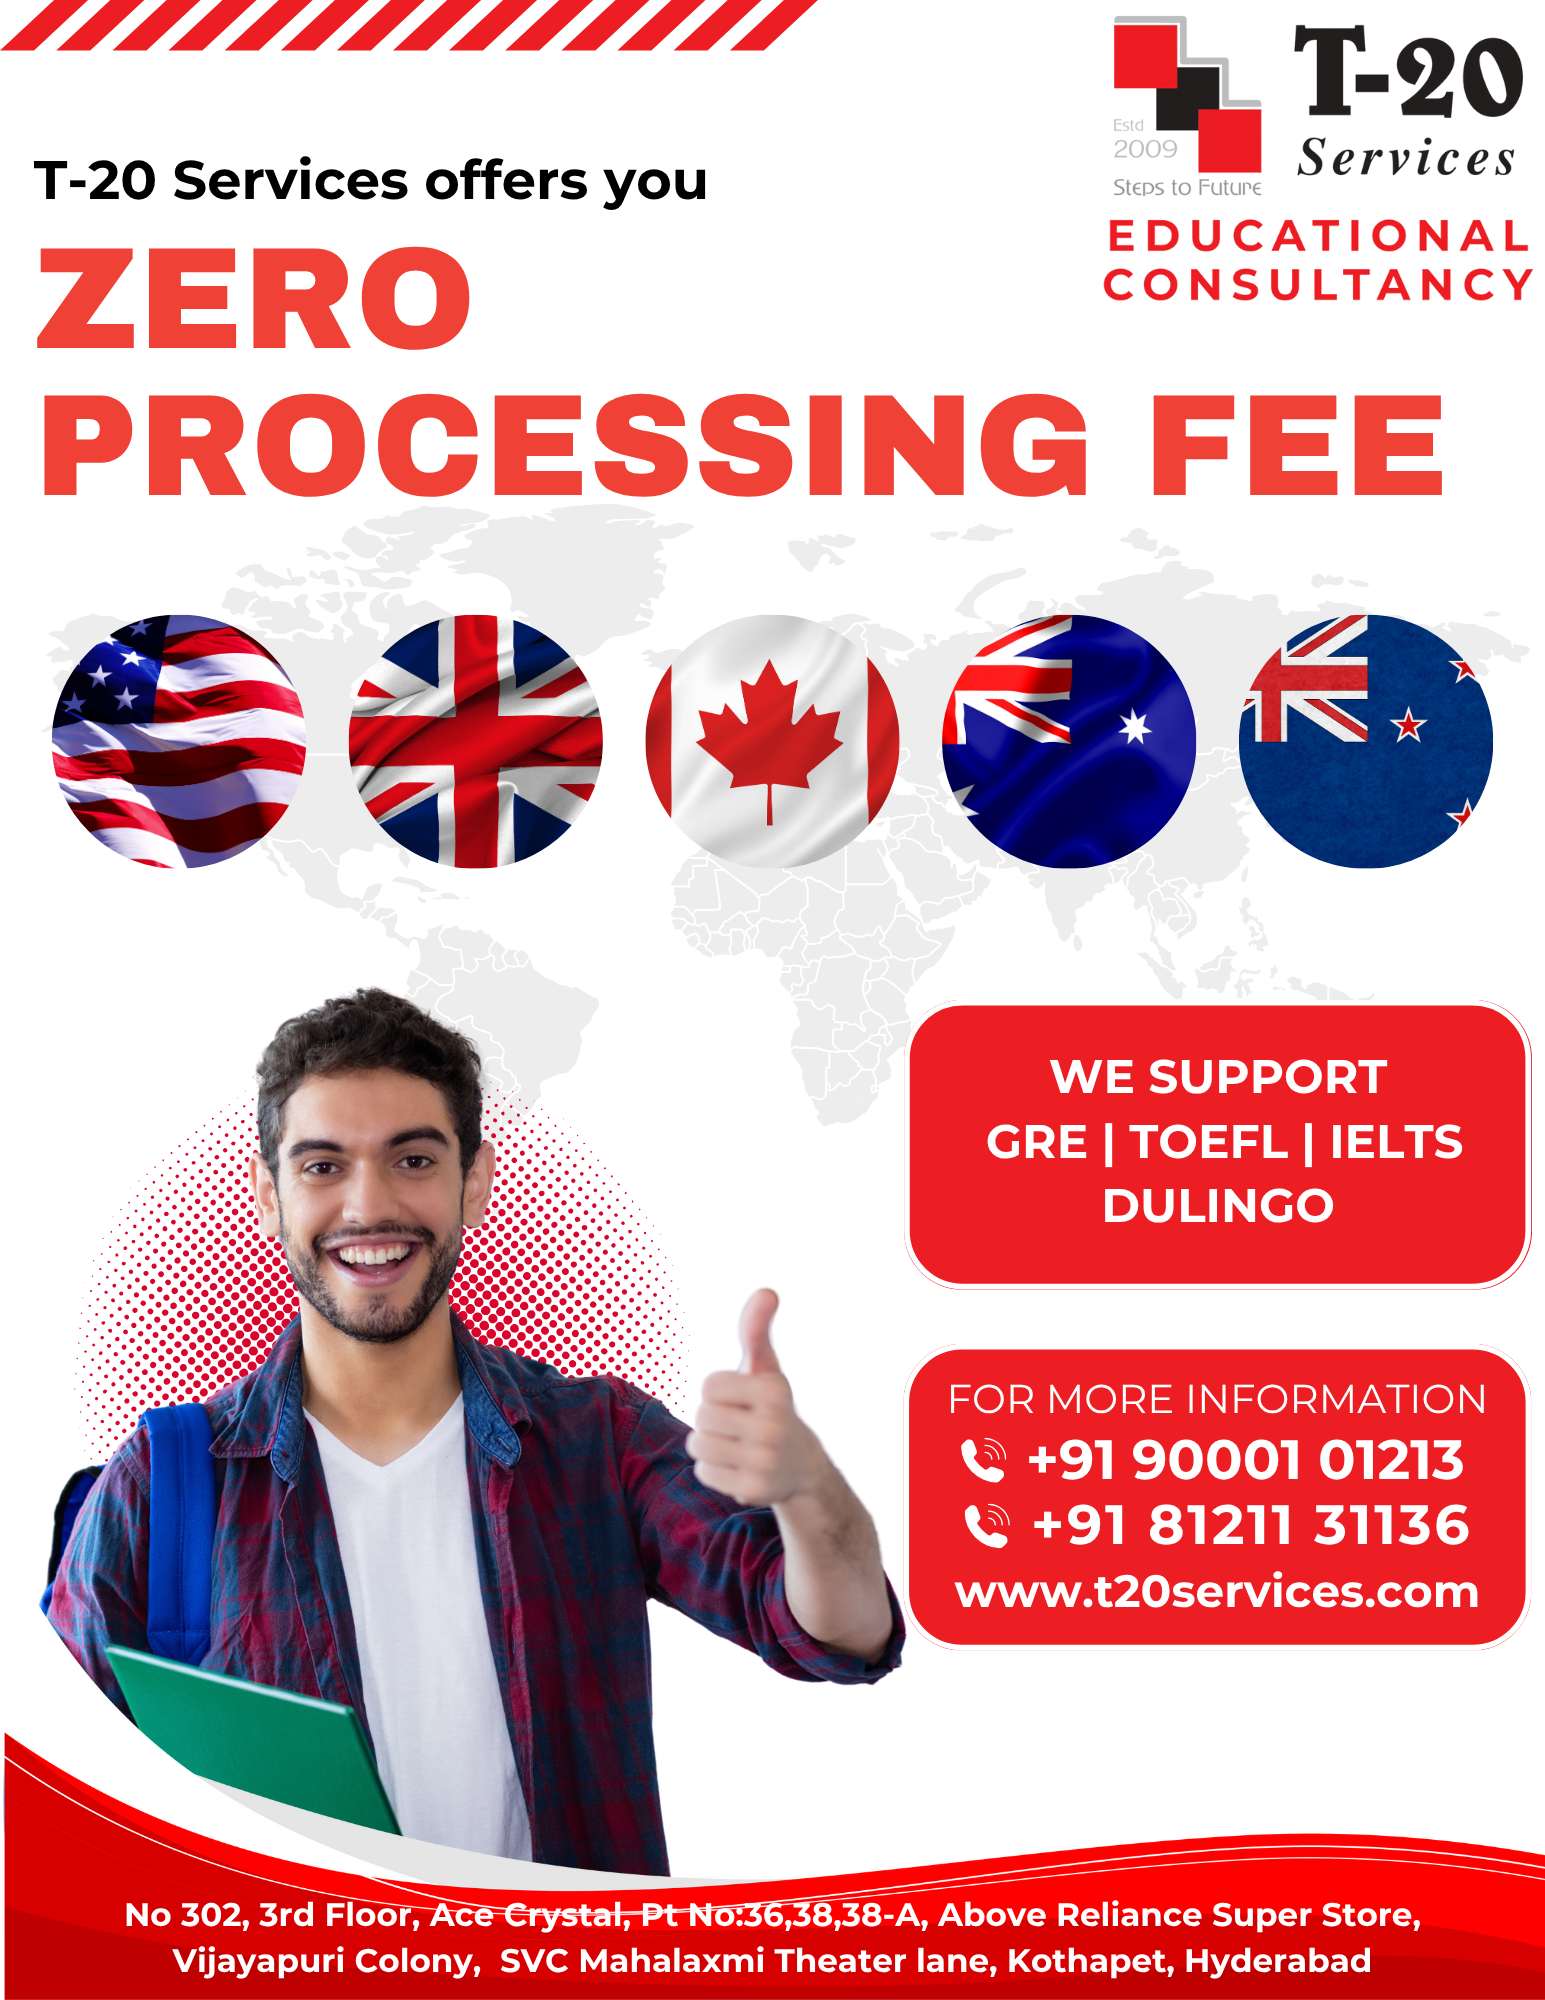 T-20
Services
Estd
2009
Steps to Future
EDUCATIONAL
CONSULTANCY
T-20 Services offers you
ZERO
PROCESSING FEE
WE SUPPORT
GRE | TOEFL | IELTS
DULINGO
FOR MORE INFORMATION
+91 90001 01213
+91 81211 31136
www.t20services.com
No 302, 3rd Floor, Ace Crystal, Pt No:36,38,38-A, Above Reliance Super Store,
Vijayapuri Colony, SVC Mahalaxmi Theater lane, Kothapet, Hyderabad